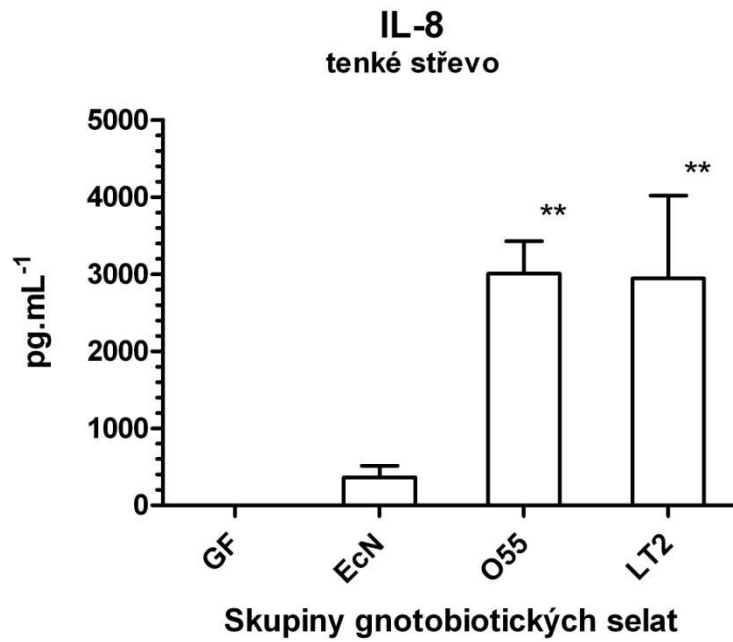 IL-8
tenké střevo
5000
4000
3000
2000
1000
0
pg.mL⁻¹
**
**
GF
EcN
O55
LT2
Skupiny gnotobiotických selat